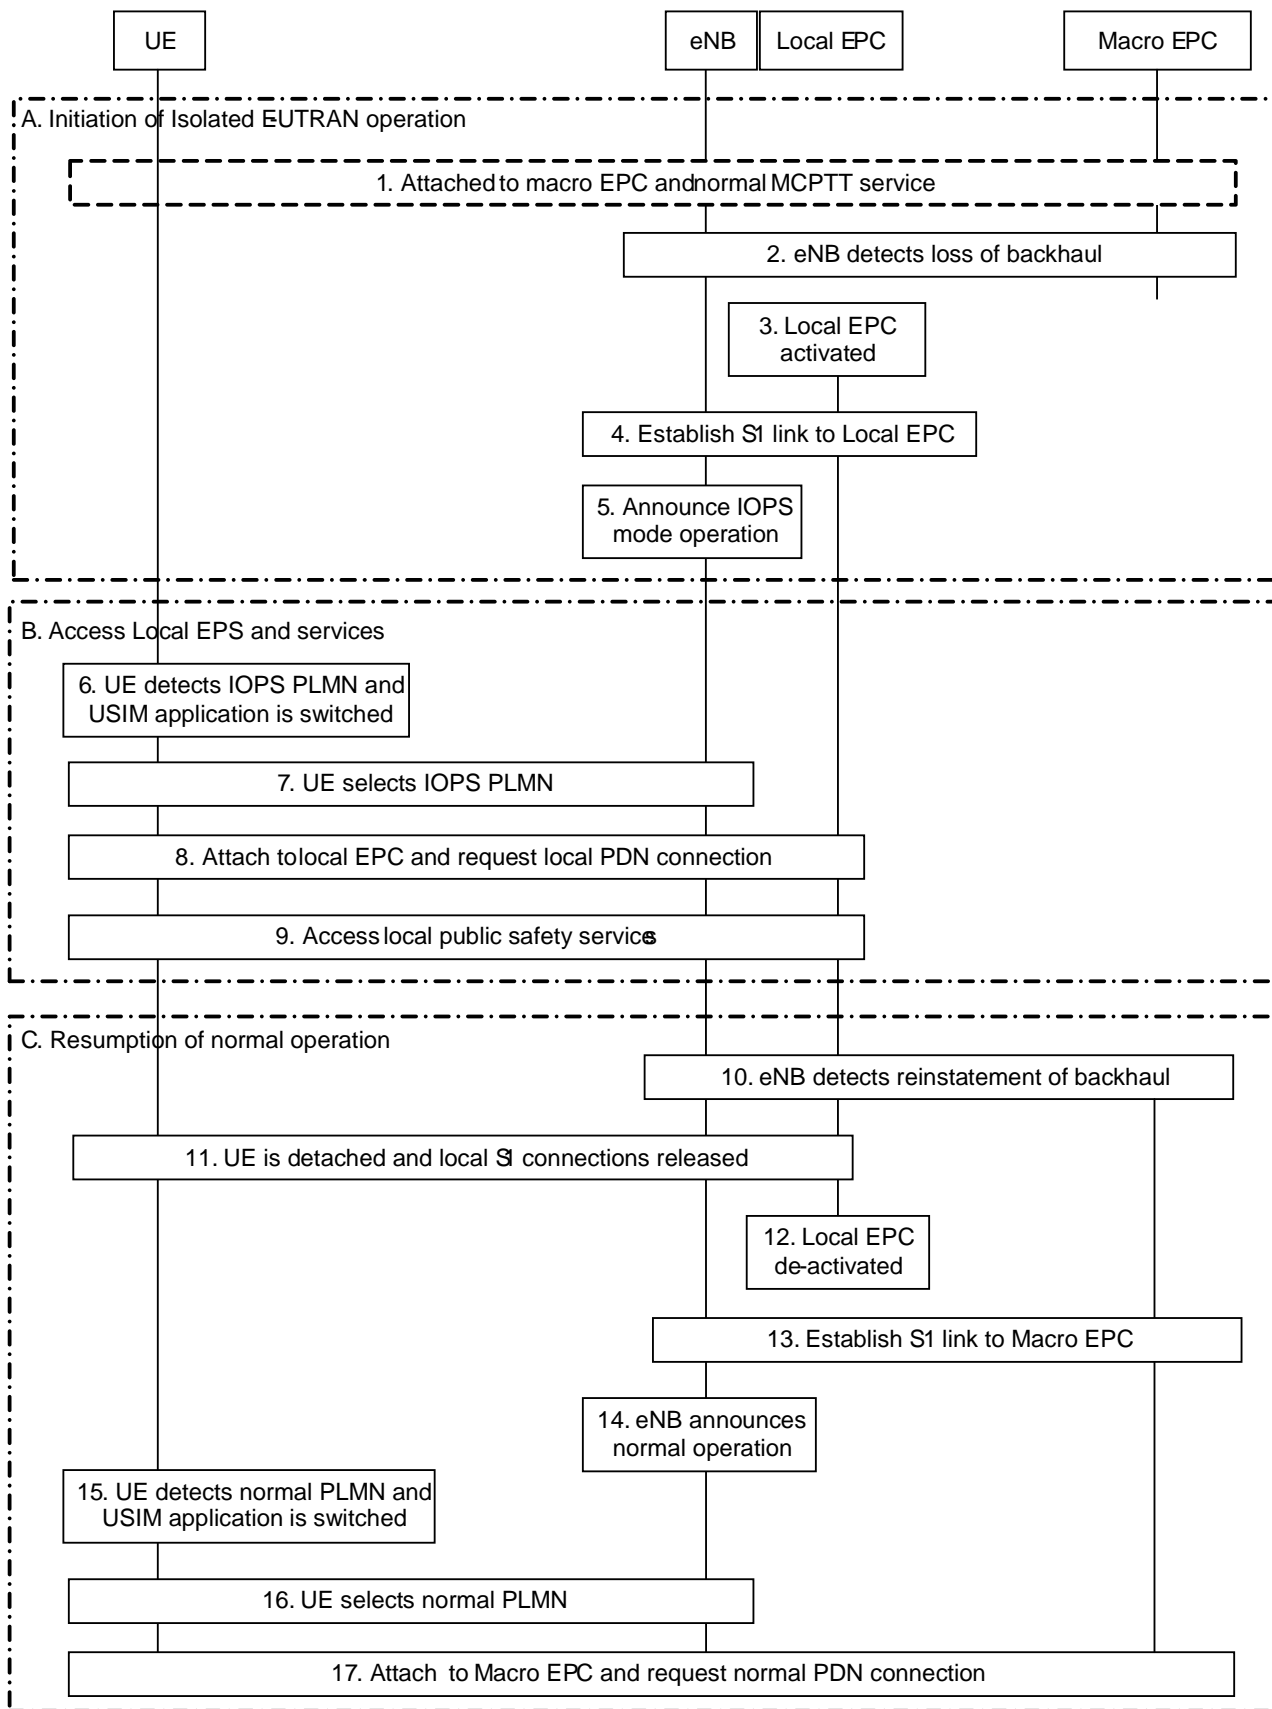 UE
eNB
Local EPC
Macro EPC
A. Initiation of Isolated E-UTRAN operation
1. Attached to macro EPC and normal MCPTT service
2. eNB detects loss of backhaul
3. Local EPC
activated
4. Establish S1 link to Local EPC
5. Announce IOPS
mode operation
B. Access Local EPS and services
6. UE detects IOPS PLMN and
USIM application is switched
7. UE selects IOPS PLMN
8. Attach to local EPC and request local PDN connection
9. Access local public safety services
C. Resumption of normal operation
10. eNB detects reinstatement of backhaul
11. UE is detached and local S1 connections released
12. Local EPC
de-activated
13. Establish S1 link to Macro EPC
14. eNB announces
normal operation
15. UE detects normal PLMN and
USIM application is switched
16. UE selects normal PLMN
17. Attach to Macro EPC and request normal PDN connection